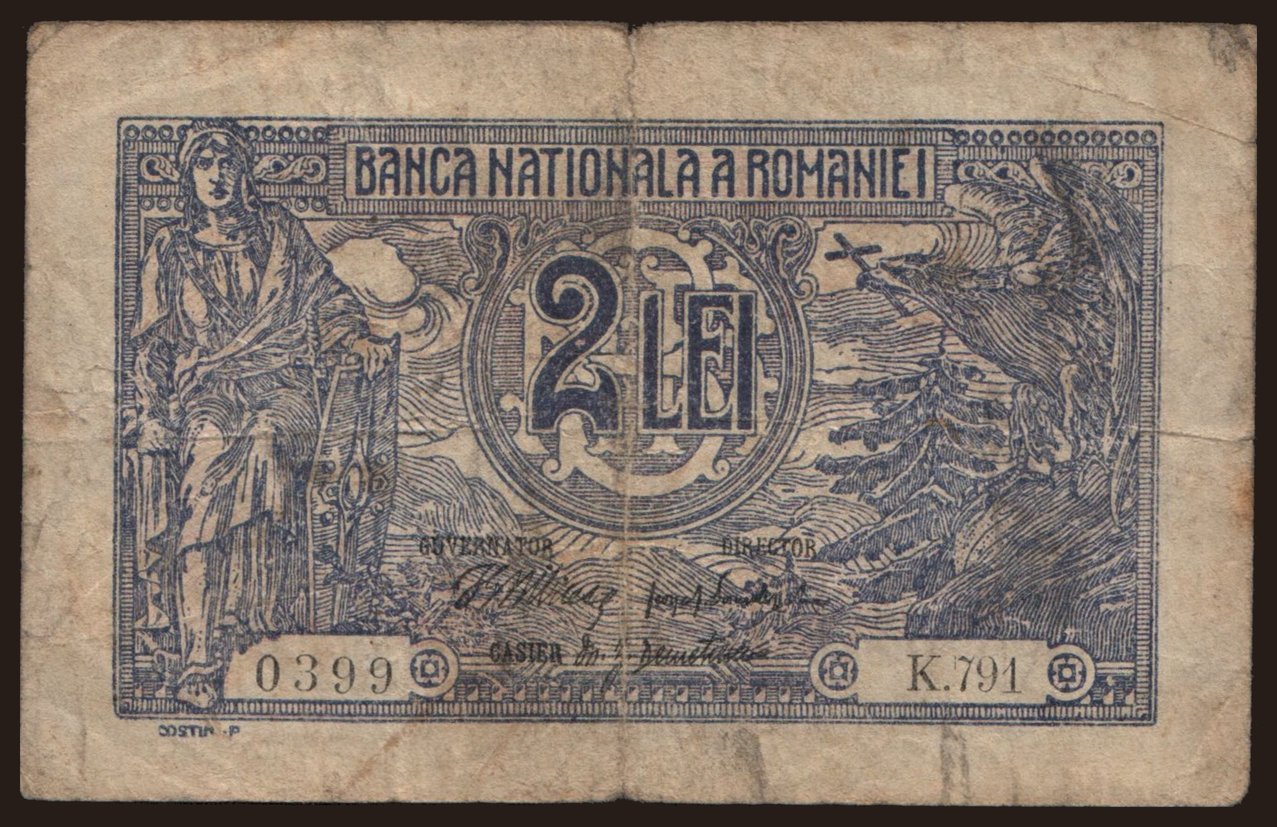 BANCA NATIONALA A ROMANIEI
2 LEI
GUVERNATOR DIRECTOR
CASIER
0399 K.791
COSTIN P